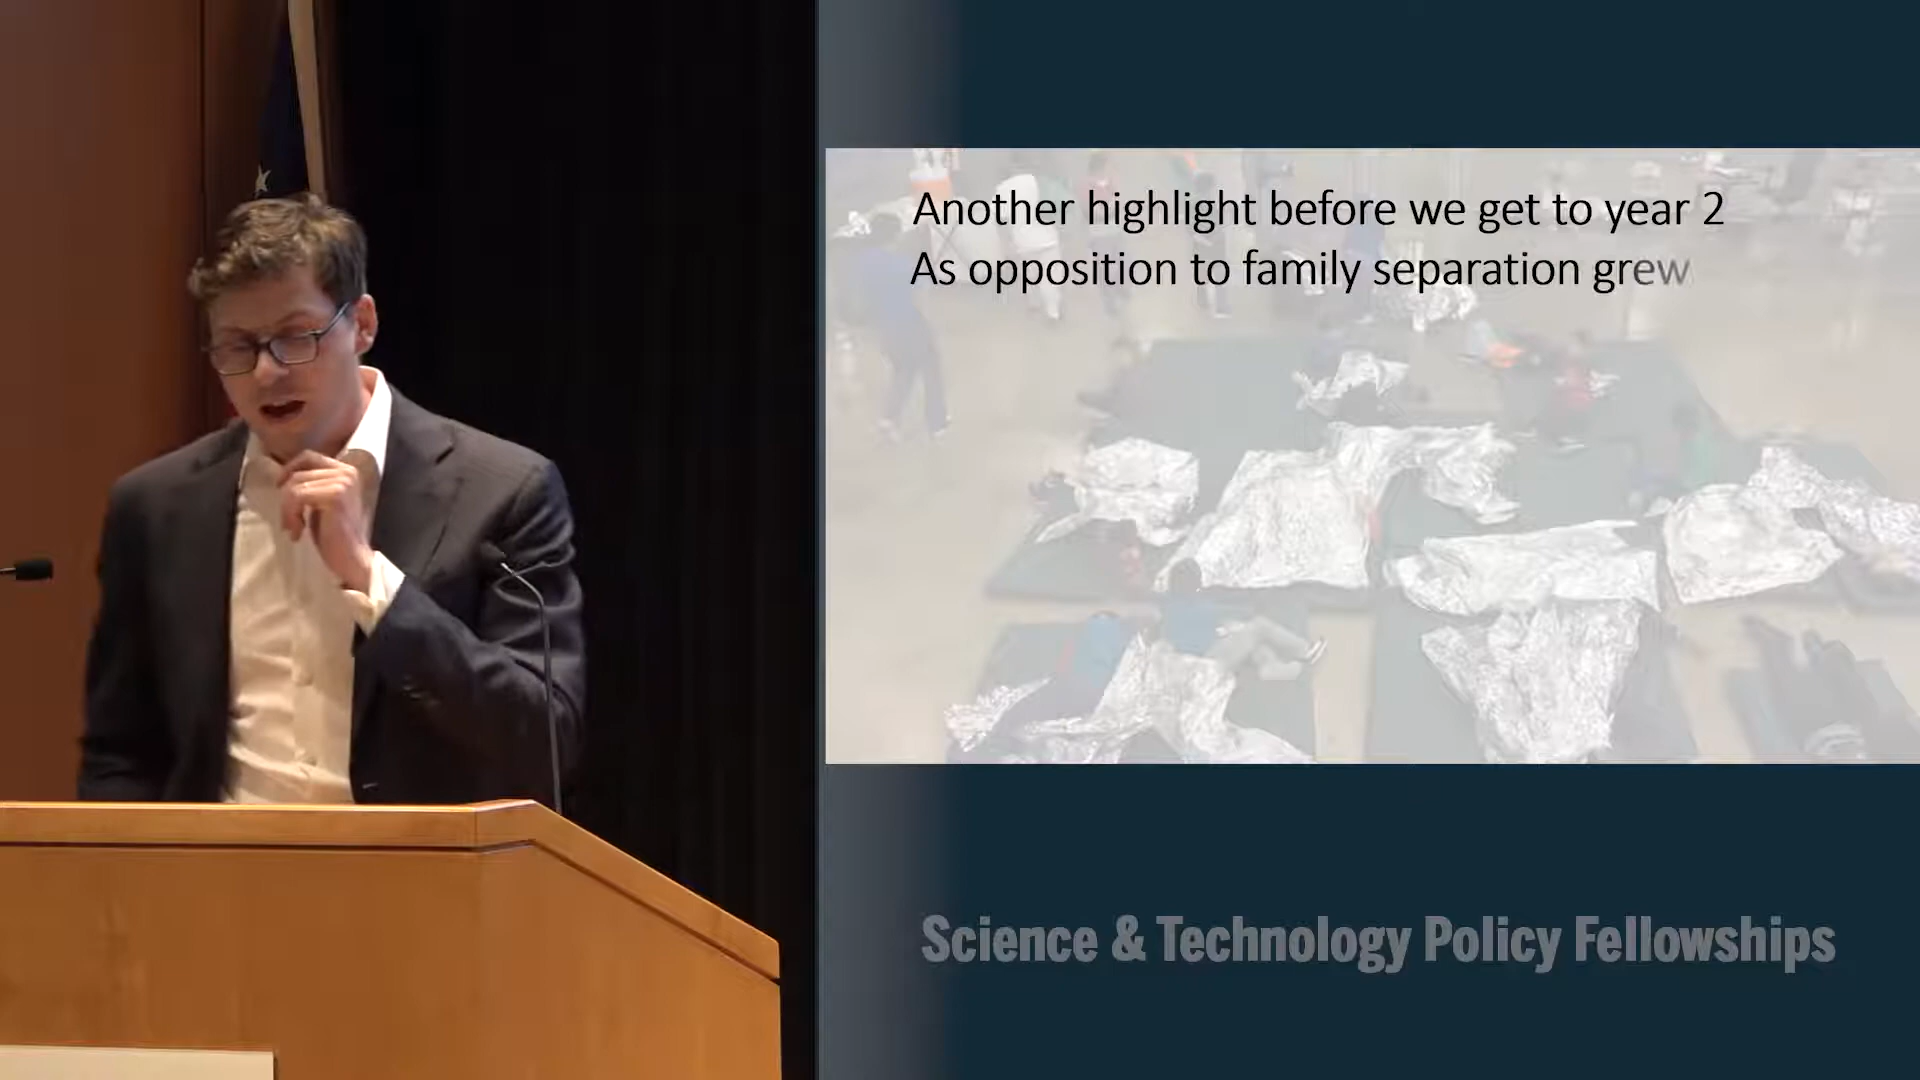 Another highlight before we get to year 2
As opposition to family separation grew
Science & Technology Policy Fellowships